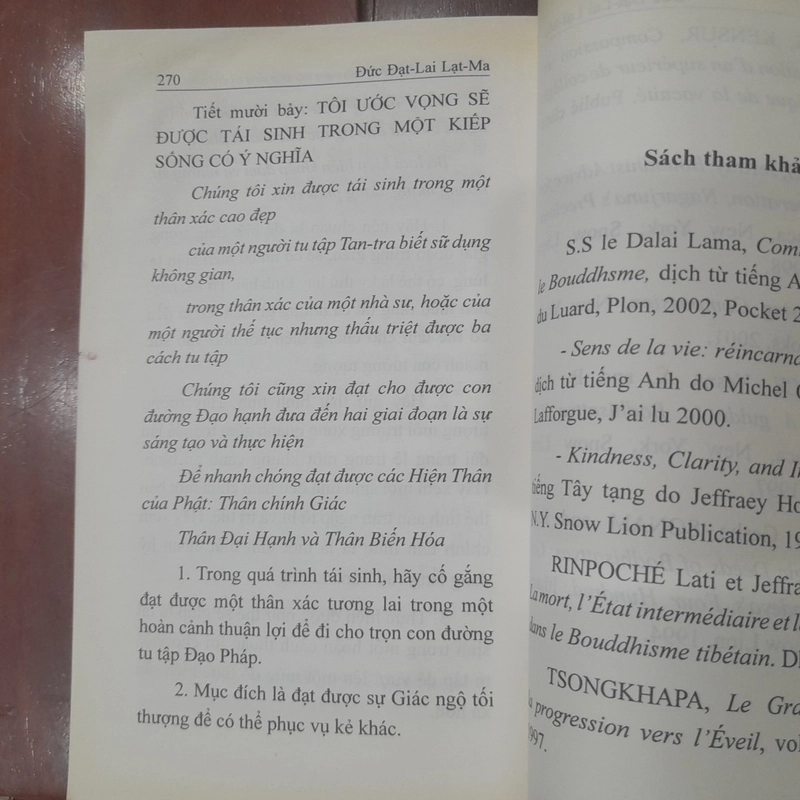 270
Đức Đạt-Lai Lạt-Ma
Tiết mười bảy: TÔI ƯỚC VỌNG SẼ
ĐƯỢC TÁI SINH TRONG MỘT KIẾP
SỐNG CÓ Ý NGHĨA
Chúng tôi xin được tái sinh trong một
thân xác cao đẹp
của một người tu tập Tan-tra biết sữ dụng
không gian,
trong thân xác của một nhà sư, hoặc của
một người thế tục nhưng thấu triệt được ba
cách tu tập
Chúng tôi cũng xin đạt cho được con
đường Đạo hạnh đưa đến hai giai đoạn là sự
sáng tạo và thực hiện
Để nhanh chóng đạt được các Hiện Thân
của Phật: Thân chính Giác
Thân Đại Hạnh và Thân Biến Hóa
1. Trong quá trình tái sinh, hãy cố gắng
đạt được một thân xác tương lai trong một
hoàn cảnh thuận lợi để đi cho trọn con đường
tu tập Đạo Pháp.
2. Mục đích là đạt được sự Giác ngộ tối
thượng để có thể phục vụ kẻ khác.
Sách tham khả
S.S le Dalai Lama, Com
le Bouddhsme, dịch từ tiếng A
du Luard, Plon, 2002, Pocket 2
- Sens de la vie: réincarna
dịch từ tiếng Anh do Michel
Lafforgue, J'ai lu 2000.
- Kindness, Clarity, and In
tiếng Tây tạng do Jeffraey Ho
N.Y. Snow Lion Publication, 19
RINPOCHÉ Lati et Jeffra
La mort, l'État intermédiaire et l
dans le Bouddhisme tibétain. D
TSONGKHAPA, Le Gra
la progression vers l'Éveil, vol
1997.